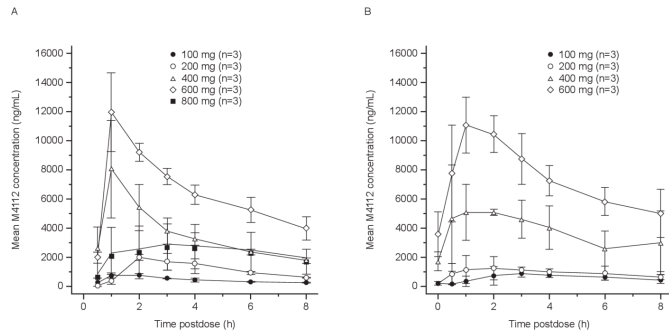 A
16000
14000
12000
10000
8000
6000
4000
2000
0
Mean M4112 concentration (ng/mL)
100 mg (n=3)
200 mg (n=3)
400 mg (n=3)
600 mg (n=3)
800 mg (n=3)
0 2 4 6 8
Time postdose (h)
B
16000
14000
12000
10000
8000
6000
4000
2000
0
Mean M4112 concentration (ng/mL)
100 mg (n=3)
200 mg (n=3)
400 mg (n=3)
600 mg (n=3)
0 2 4 6 8
Time postdose (h)